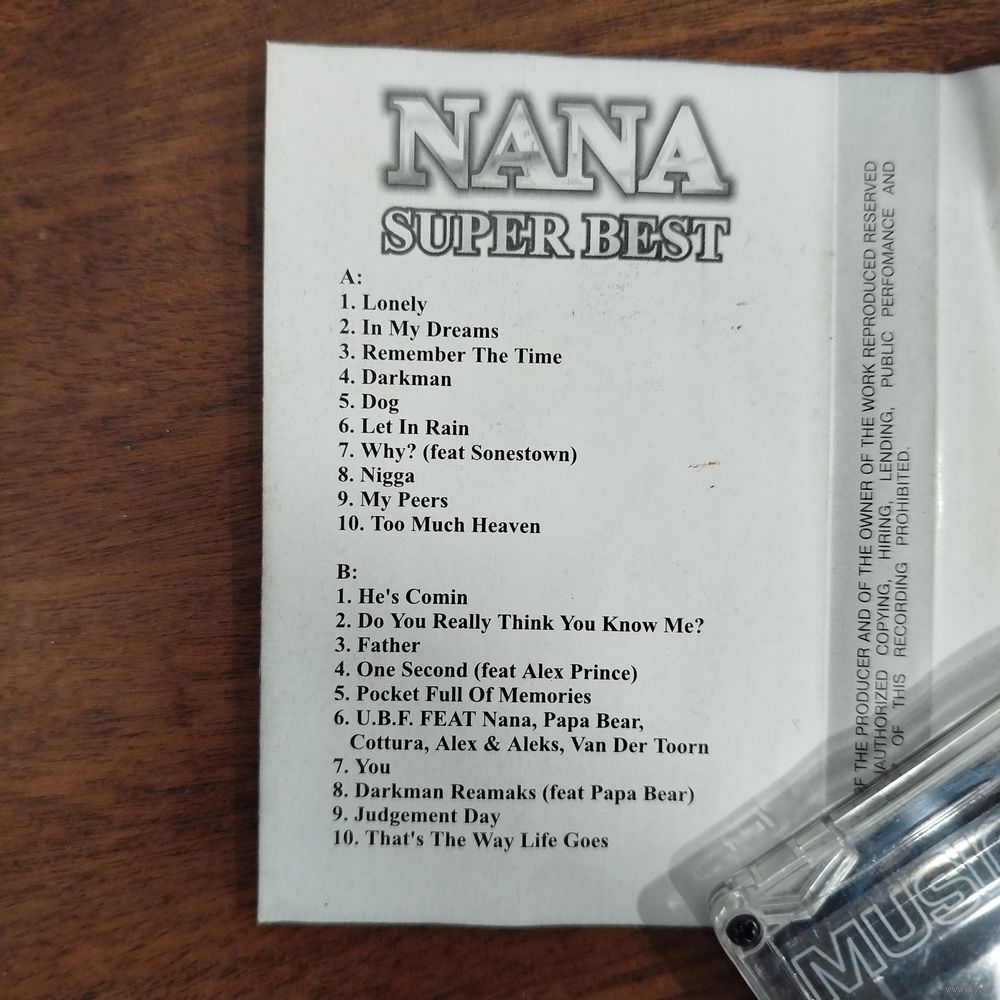 NANA
SUPER BEST
A:
1. Lonely
2. In My Dreams
3. Remember The Time
4. Darkman
5. Dog
6. Let In Rain
7. Why? (feat Sonestown)
8. Nigga
9. My Peers
10. Too Much Heaven
B:
1. He's Comin
2. Do You Really Think You Know Me?
3. Father
4. One Second (feat Alex Prince)
5. Pocket Full Of Memories
6. U.B.F. FEAT Nana, Papa Bear,
Cottura, Alex & Aleks, Van Der Toorn
7. You
8. Darkman Reamaks (feat Papa Bear)
9. Judgement Day
10. That's The Way Life Goes
THE PRODUCER AND OF THE OWNER OF THE WORK REPRODUCED RESERVED
COPYING, HIRING, LENDING, PUBLIC PERFOMANCE AND
OF THIS RECORDING PROHIBITED.